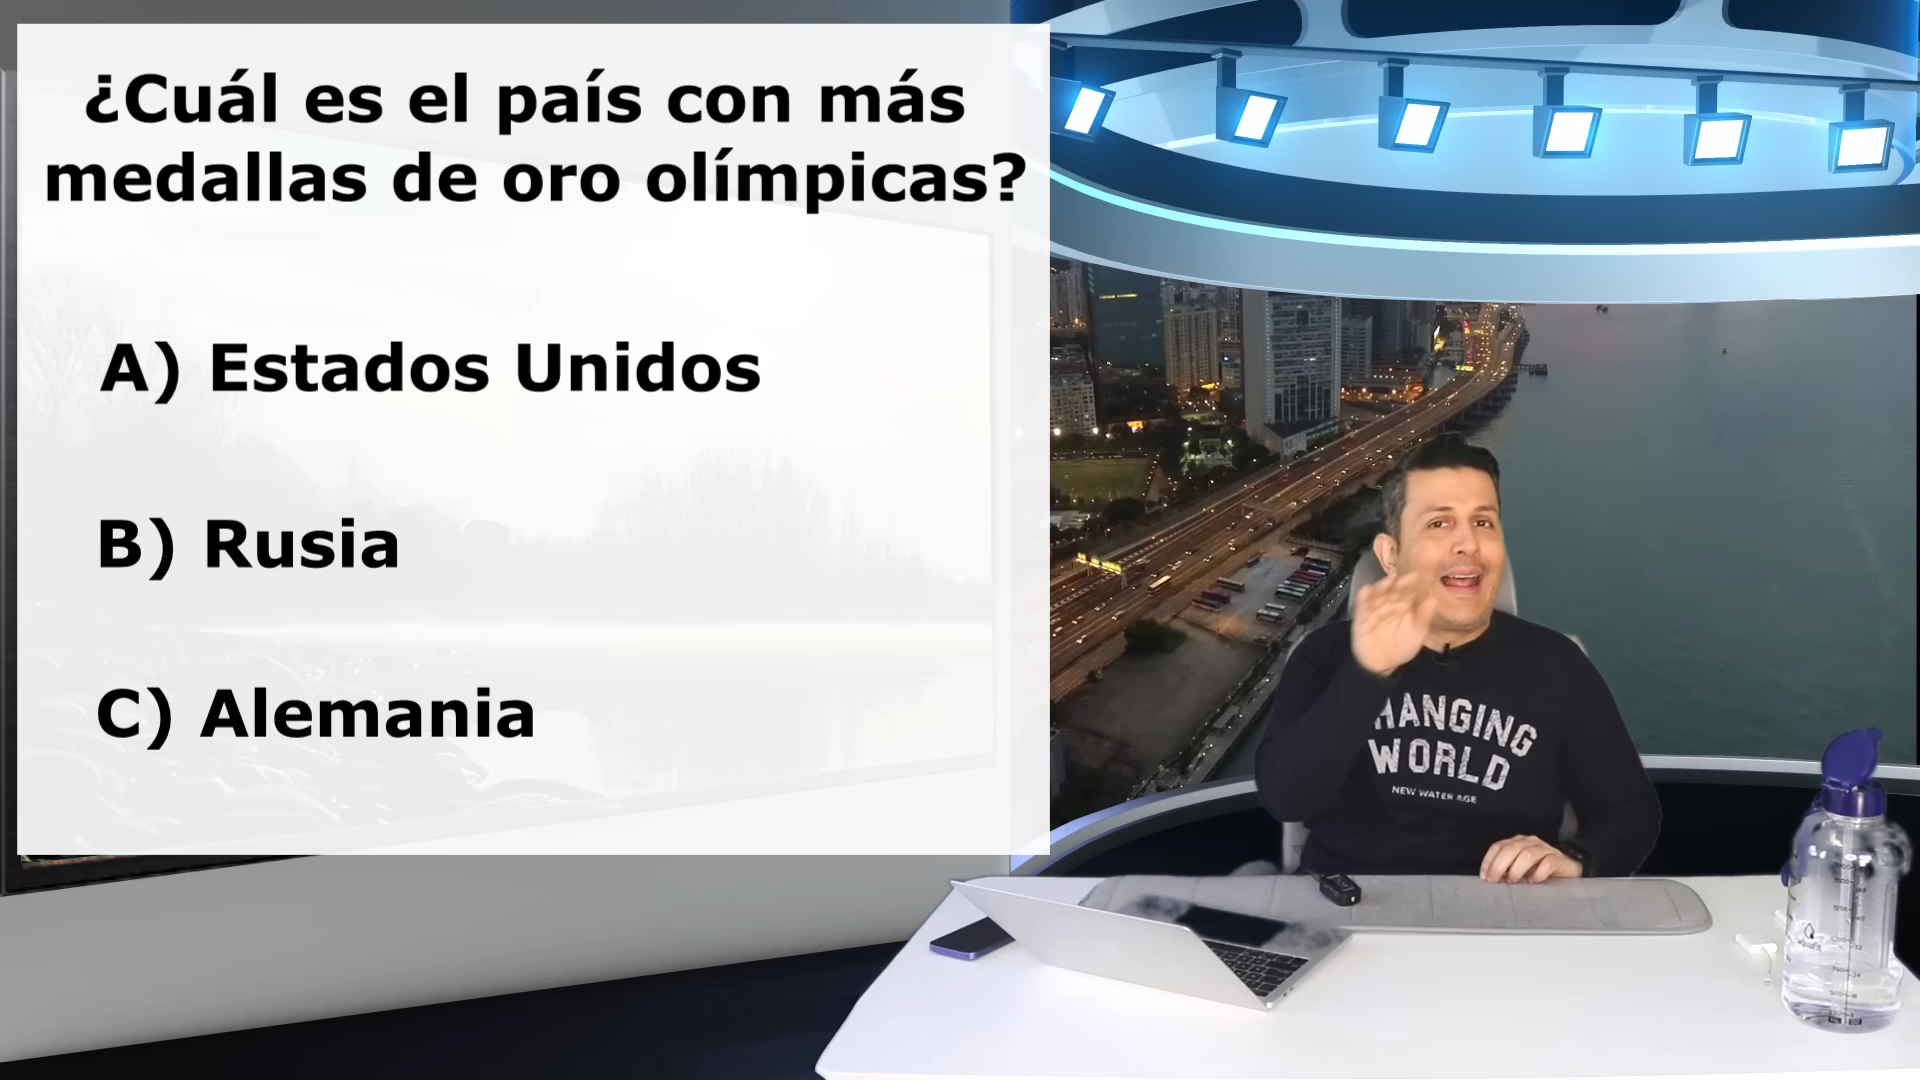 ¿Cuál es el país con más
medallas de oro olímpicas?
A) Estados Unidos
B) Rusia
C) Alemania
HANGING
WORLD
NEW WATER AGE